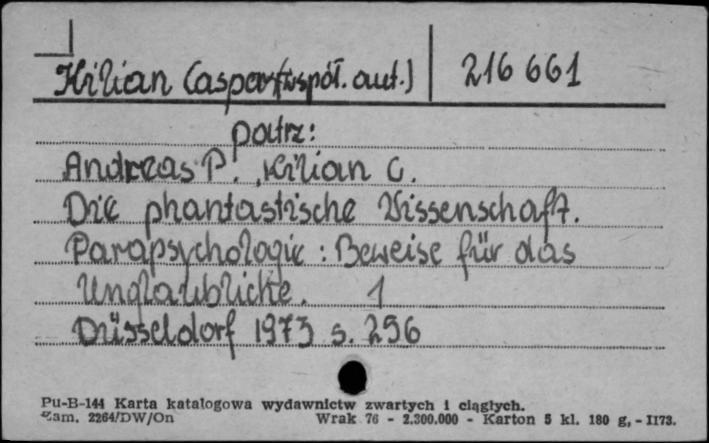 Kilian Caspar (współ. aut.) 216 661
patrz:
Andreas P., Kilian C.
Die phantastische Wissenschaft.
Parapsychologie : Beweise für das
Unglaubliche. 1
Düsseldorf 1973 s. 256
Pu-B-144 Karta katalogowa wydawnictw zwartych i ciągłych.
Zam. 2264/DW/On Wrak 76 - 2.300.000 - Karton 5 kl. 180 g, - II73.